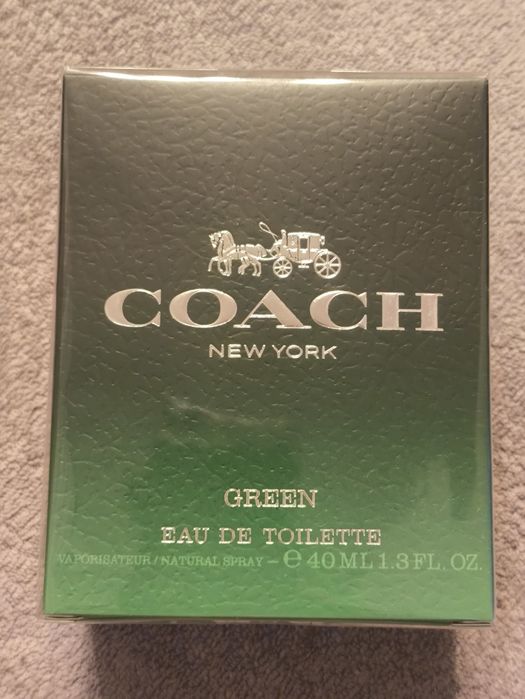 COACH
NEW YORK
GREEN
EAU DE TOILETTE
VAPORISATEUR / NATURAL SPRAY – ℮ 40 ML 1.3 FL. OZ.